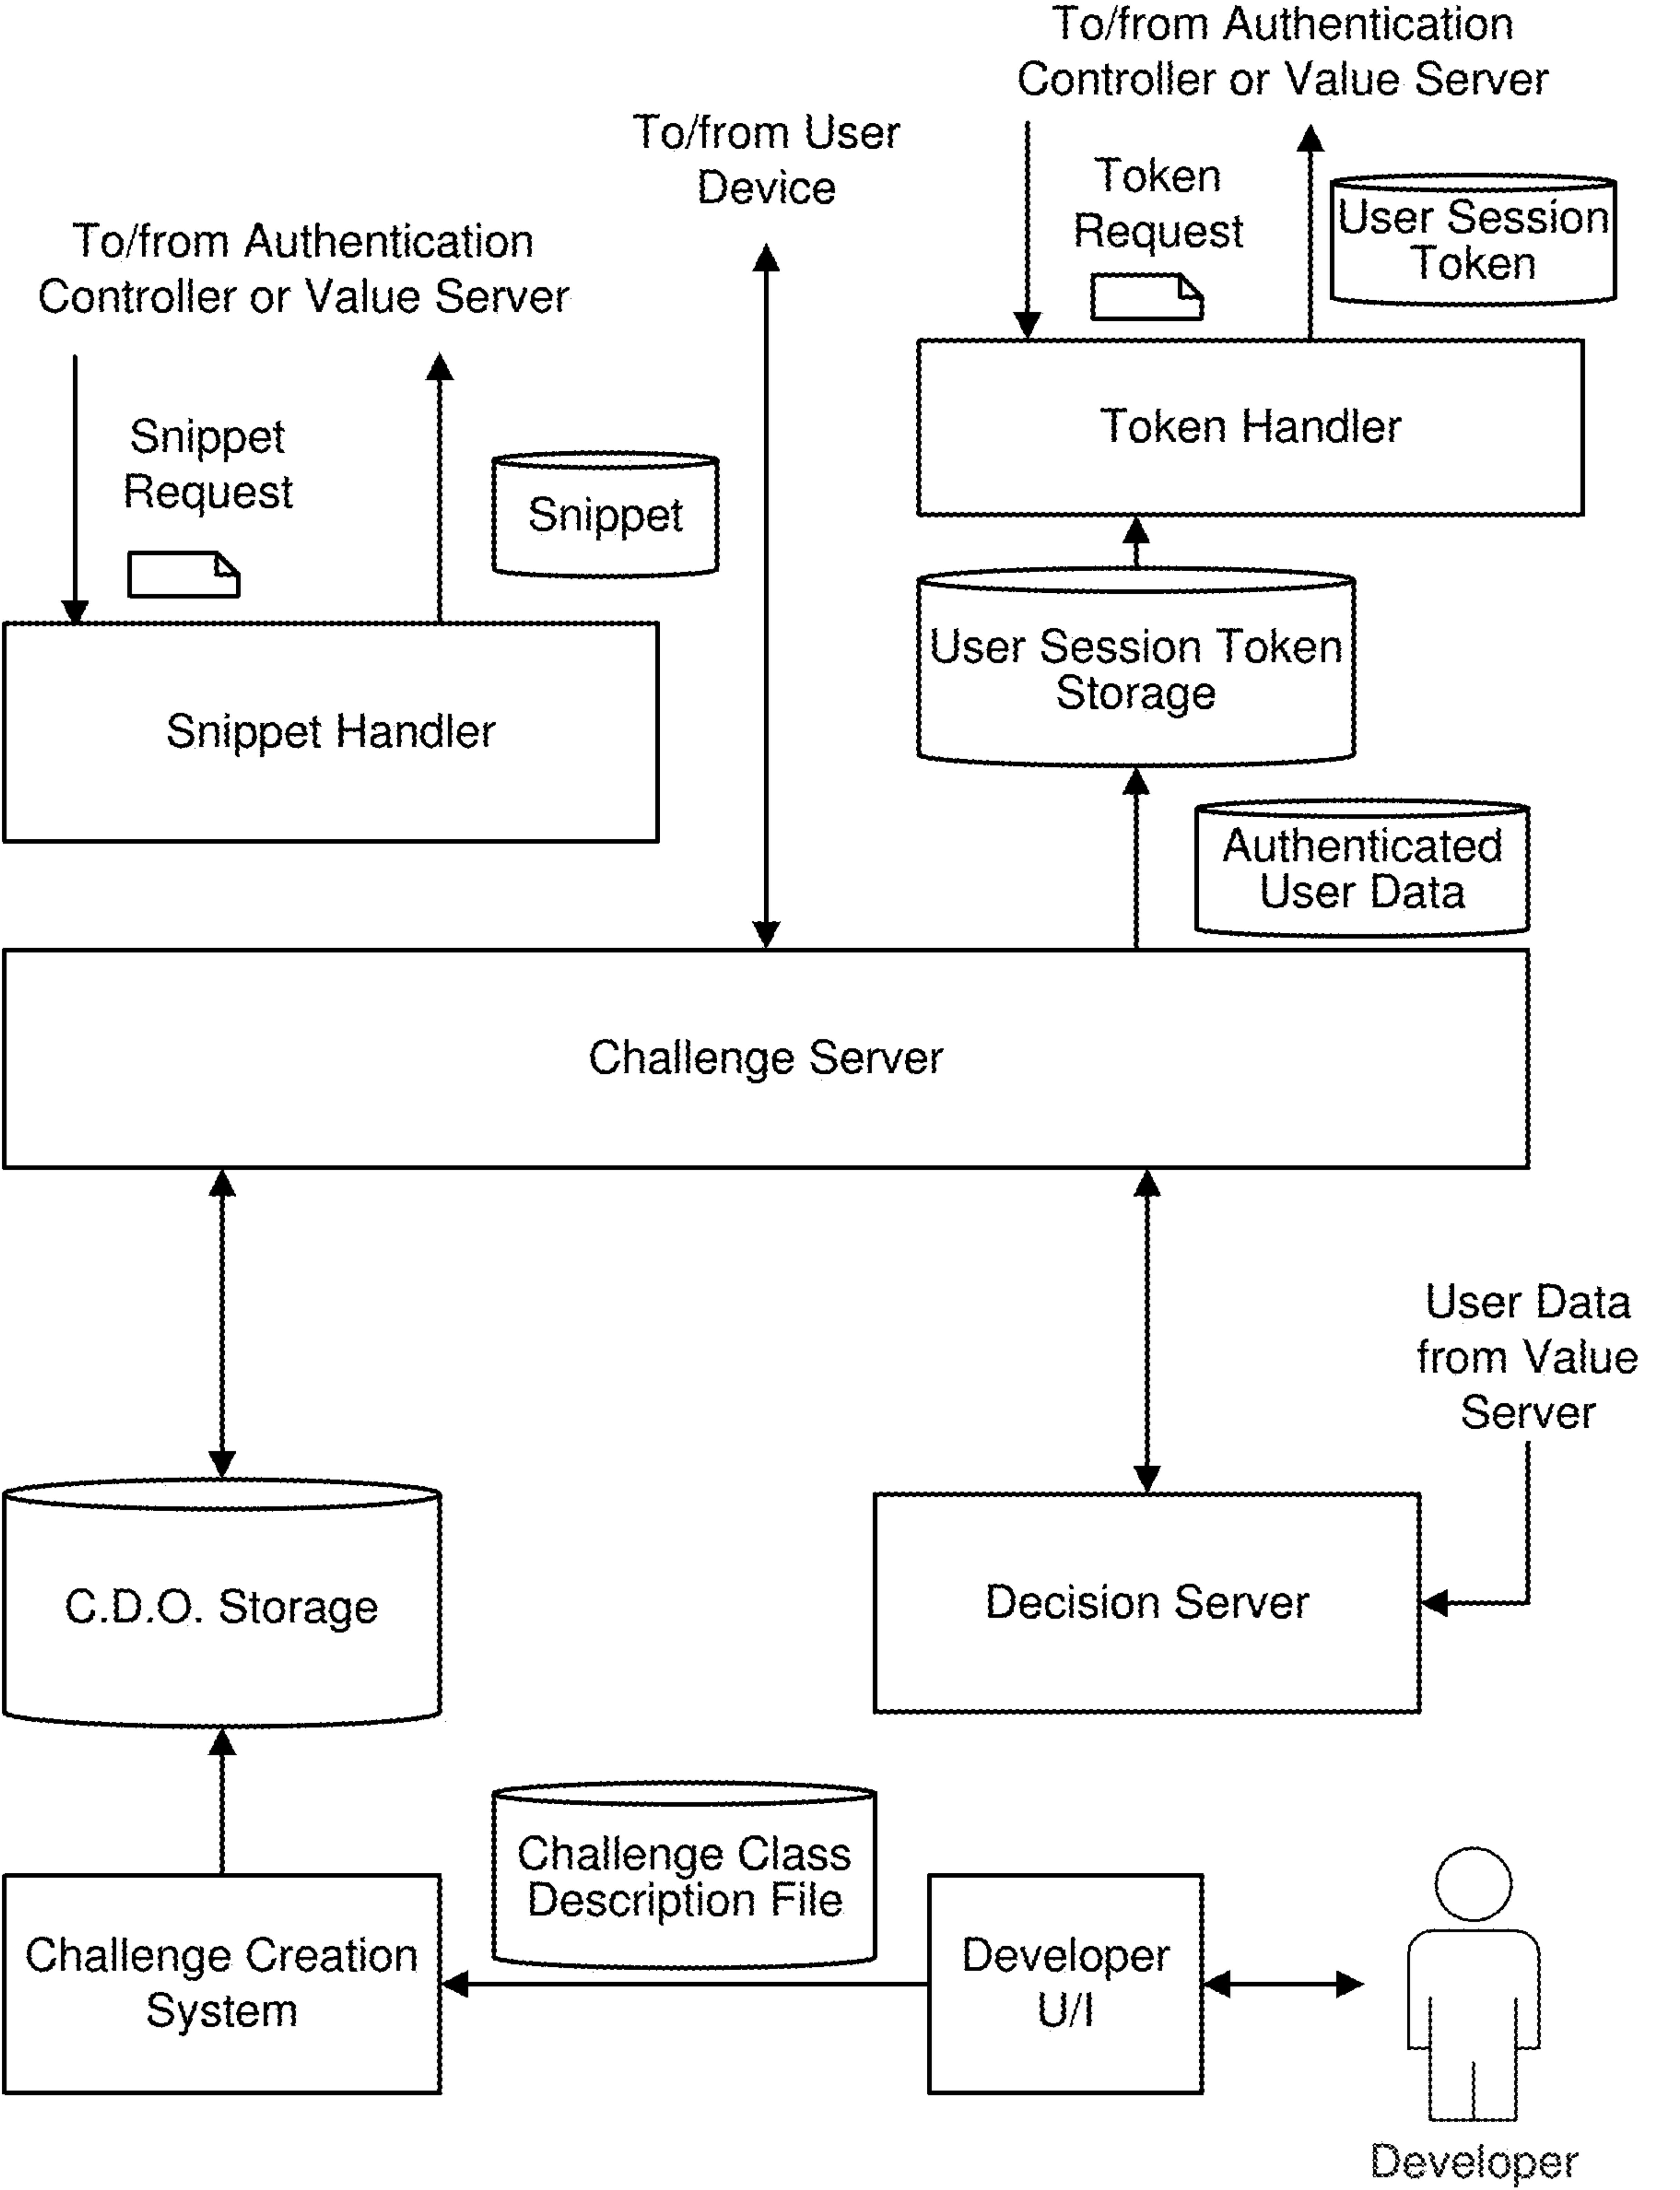 To/from Authentication
Controller or Value Server
To/from User
Device
Token
Request
User Session
Token
To/from Authentication
Controller or Value Server
Token Handler
Snippet
Request
Snippet
User Session Token
Storage
Snippet Handler
Authenticated
User Data
Challenge Server
User Data
from Value
Server
C.D.O. Storage
Decision Server
Challenge Class
Description File
Challenge Creation
System
Developer
U/I
Developer